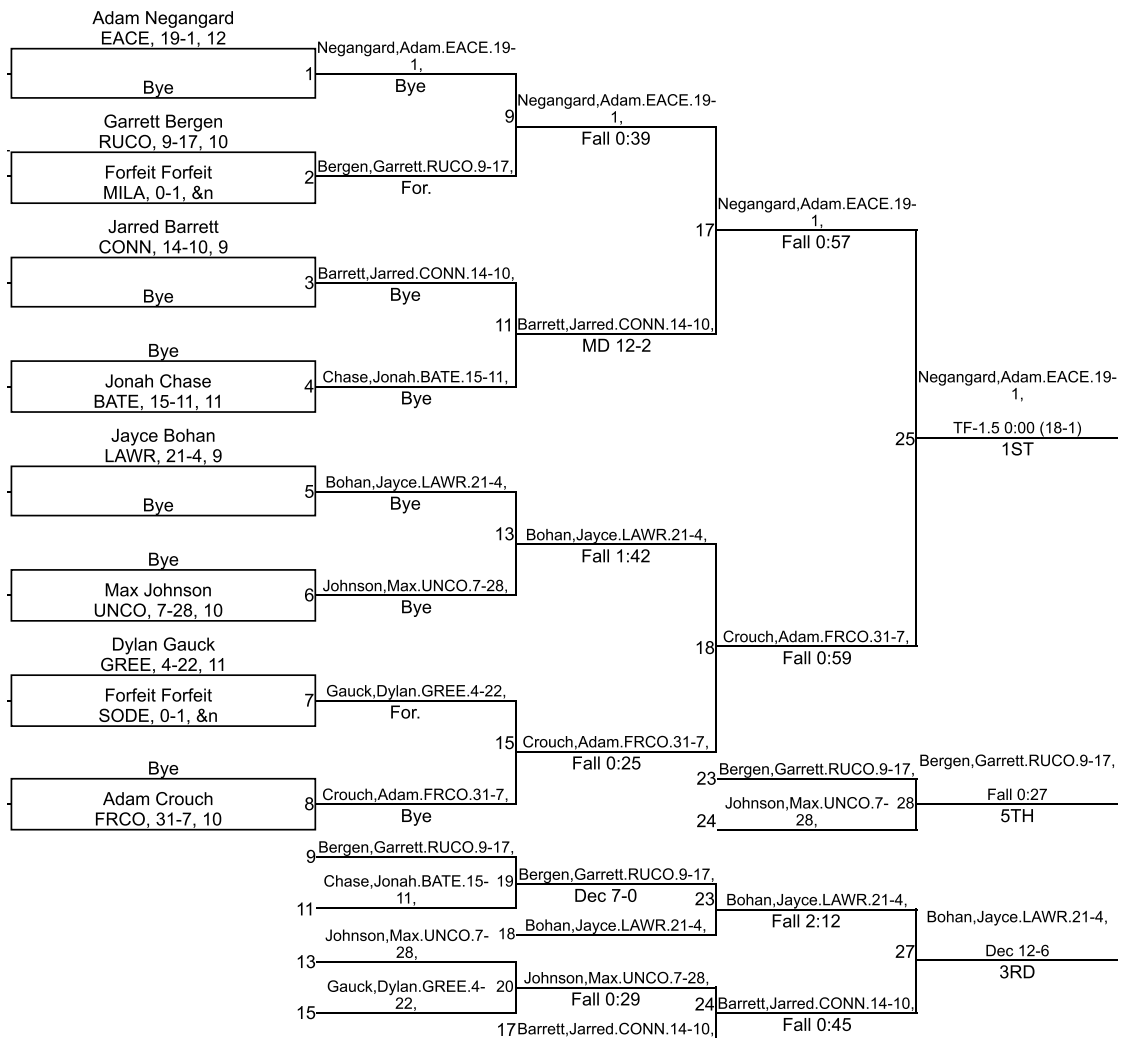 Adam Negangard
EACE, 19-1, 12
Bye
1
Garrett Bergen
RUCO, 9-17, 10
Forfeit Forfeit
MILA, 0-1, &n
2
Jarred Barrett
CONN, 14-10, 9
Bye
3
Bye
Jonah Chase
BATE, 15-11, 11
4
Jayce Bohan
LAWR, 21-4, 9
Bye
5
Bye
Max Johnson
UNCO, 7-28, 10
6
Dylan Gauck
GREE, 4-22, 11
Forfeit Forfeit
SODE, 0-1, &n
7
Bye
Adam Crouch
FRCO, 31-7, 10
8
Negangard,Adam.EACE.19-
1,
Bye
9
Bergen,Garrett.RUCO.9-17,
For.
Barrett,Jarred.CONN.14-10,
Bye
11
Chase,Jonah.BATE.15-11,
Bye
Bohan,Jayce.LAWR.21-4,
Bye
13
Johnson,Max.UNCO.7-28,
Bye
Gauck,Dylan.GREE.4-22,
For.
15
Crouch,Adam.FRCO.31-7,
Bye
Negangard,Adam.EACE.19-
1,
Fall 0:39
17
Barrett,Jarred.CONN.14-10,
MD 12-2
Bohan,Jayce.LAWR.21-4,
Fall 1:42
18
Crouch,Adam.FRCO.31-7,
Fall 0:25
Negangard,Adam.EACE.19-
1,
Fall 0:57
25
Crouch,Adam.FRCO.31-7,
Fall 0:59
Negangard,Adam.EACE.19-
1,
TF-1.5 0:00 (18-1)
1ST
23
Bergen,Garrett.RUCO.9-17,
24
Johnson,Max.UNCO.7-
28,
28
Bergen,Garrett.RUCO.9-17,
Fall 0:27
5TH
9
Bergen,Garrett.RUCO.9-17,
11
Chase,Jonah.BATE.15-
11,
19
Bergen,Garrett.RUCO.9-17,
Dec 7-0
18
Bohan,Jayce.LAWR.21-4,
23
Bohan,Jayce.LAWR.21-4,
Fall 2:12
13
Johnson,Max.UNCO.7-
28,
15
Gauck,Dylan.GREE.4-
22,
20
Johnson,Max.UNCO.7-28,
Fall 0:29
17
Barrett,Jarred.CONN.14-10,
24
Barrett,Jarred.CONN.14-10,
Fall 0:45
27
Bohan,Jayce.LAWR.21-4,
Dec 12-6
3RD